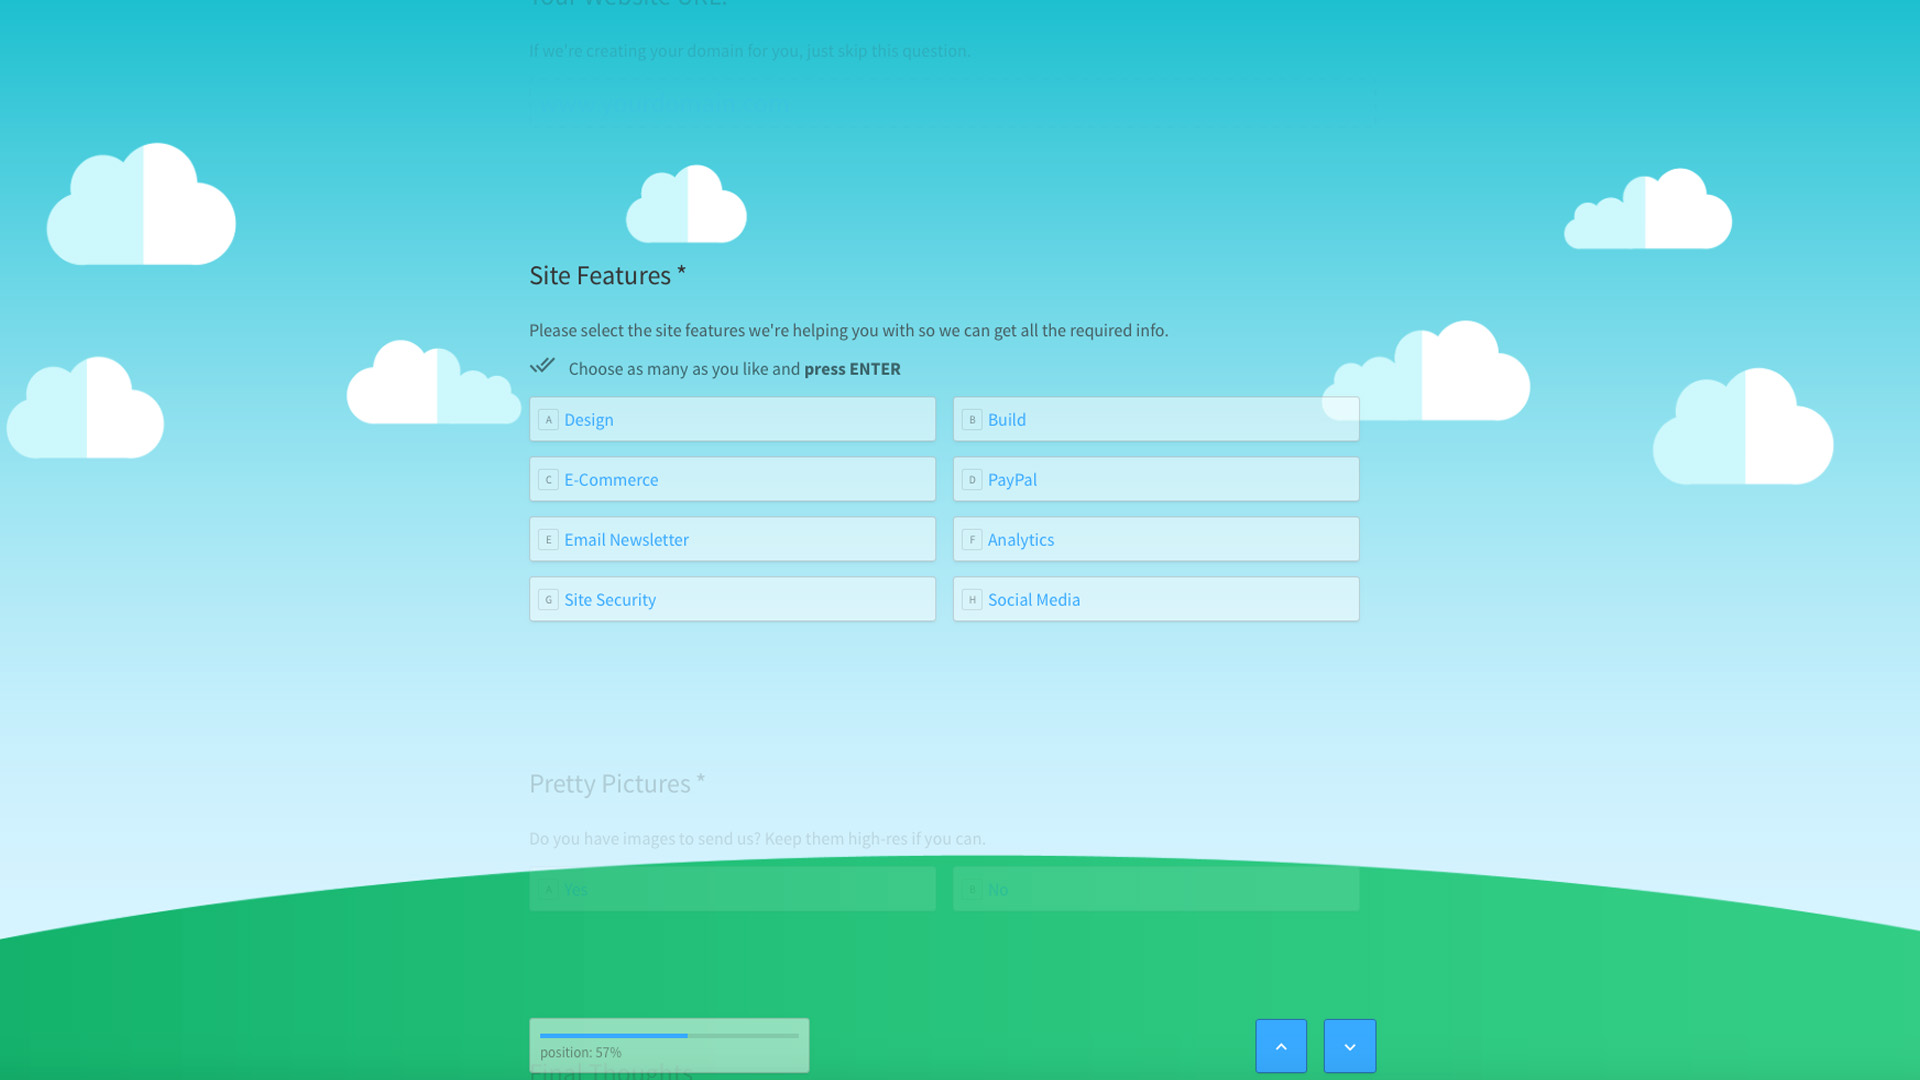 Your Website URL:
If we're creating your domain for you, just skip this question.
Site Features *
Please select the site features we're helping you with so we can get all the required info.
Choose as many as you like and press ENTER
A Design
B Build
C E-Commerce
D PayPal
E Email Newsletter
F Analytics
G Site Security
H Social Media
Pretty Pictures *
Do you have images to send us? Keep them high-res if you can.
A Yes
B No
position: 57%
Final Thoughts